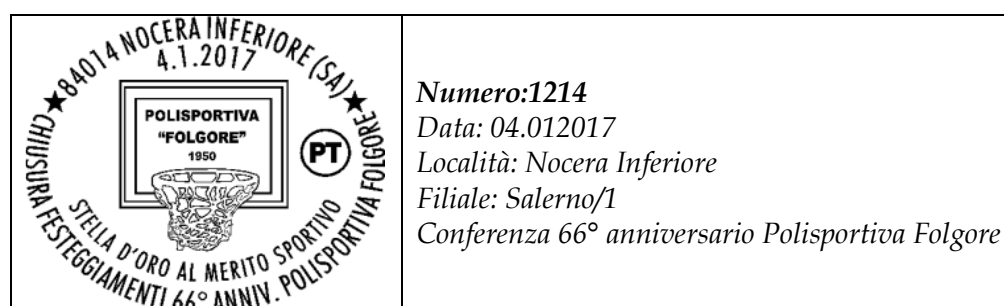 84014 NOCERA INFERIORE (SA)
4.1.2017
POLISPORTIVA
"FOLGORE"
1950
PT
STELLA D'ORO AL MERITO SPORTIVO
CHIUSURA FESTEGGIAMENTI 66° ANNIV. POLISPORTIVA FOLGORE
Numero:1214
Data: 04.012017
Località: Nocera Inferiore
Filiale: Salerno/1
Conferenza 66° anniversario Polisportiva Folgore